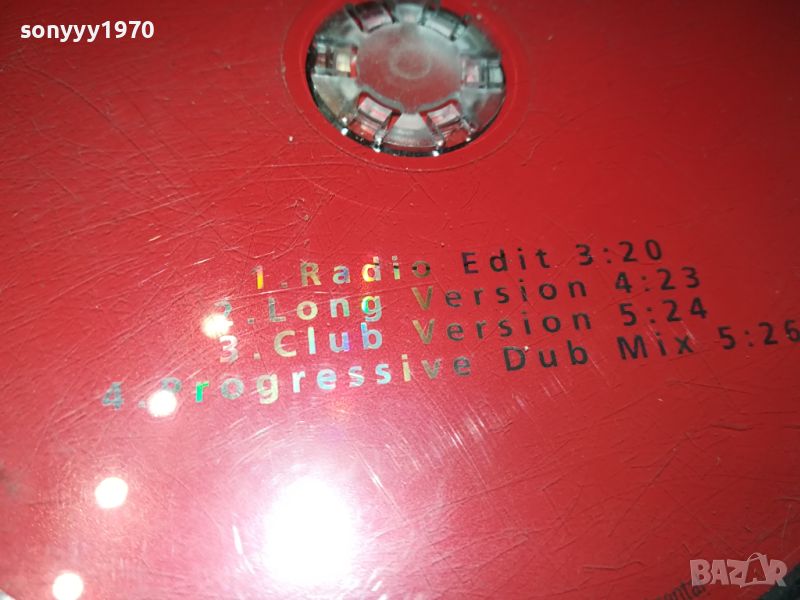 sonyyy1970
1.Radio Edit 3:20
2.Long Version 4:23
3.Club Version 5:24
4.Progressive Dub Mix 5:26
BAZAR